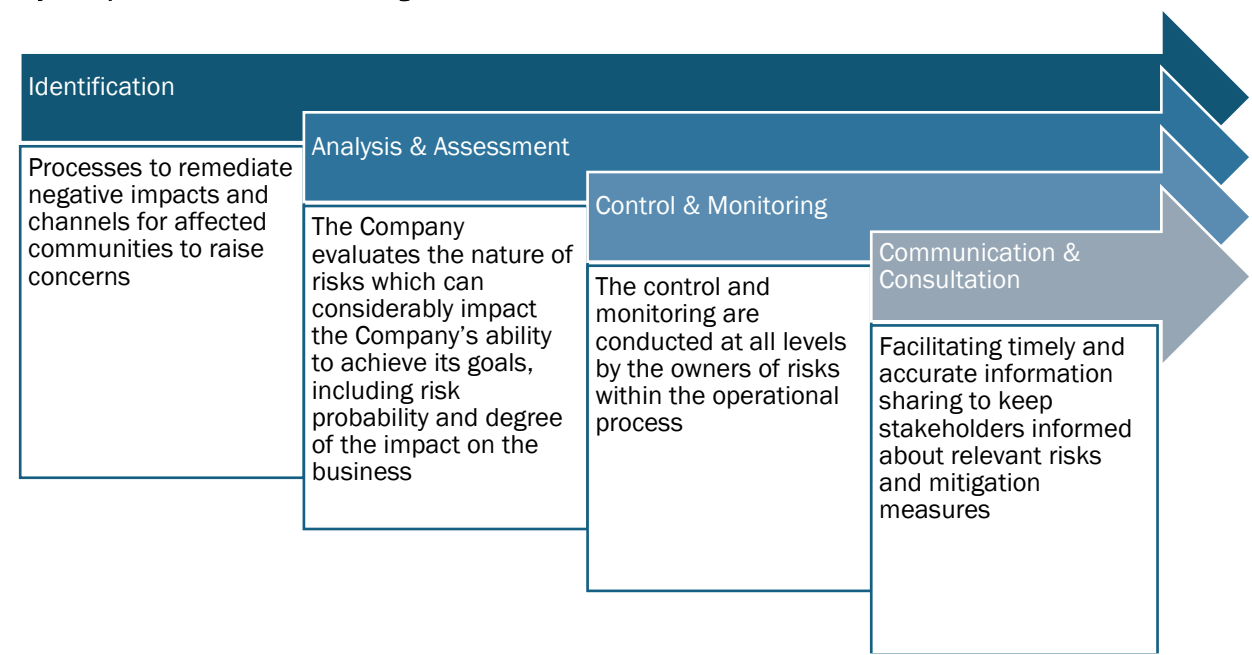 Identification
Processes to remediate
negative impacts and
channels for affected
communities to raise
concerns
Analysis & Assessment
The Company
evaluates the nature of
risks which can
considerably impact
the Company’s ability
to achieve its goals,
including risk
probability and degree
of the impact on the
business
Control & Monitoring
The control and
monitoring are
conducted at all levels
by the owners of risks
within the operational
process
Communication &
Consultation
Facilitating timely and
accurate information
sharing to keep
stakeholders informed
about relevant risks
and mitigation
measures